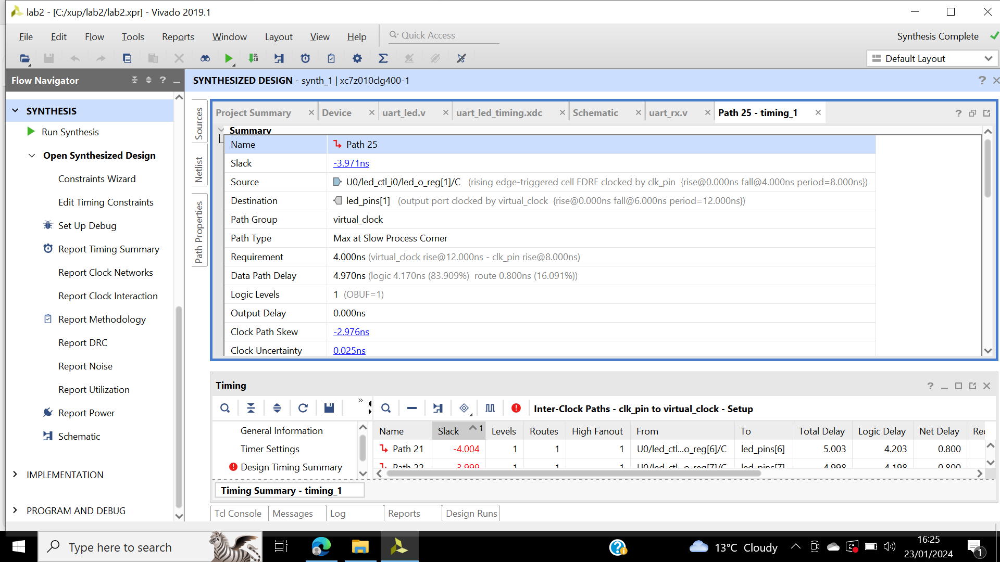 lab2 - [C:/xup/lab2/lab2.xpr] - Vivado 2019.1
File Edit Flow Tools Reports Window Layout View Help Quick Access Synthesis Complete
Default Layout
Flow Navigator
SYNTHESIZED DESIGN - synth_1 | xc7z010clg400-1
SYNTHESIS
Run Synthesis
Open Synthesized Design
Constraints Wizard
Edit Timing Constraints
Set Up Debug
Report Timing Summary
Report Clock Networks
Report Clock Interaction
Report Methodology
Report DRC
Report Noise
Report Utilization
Report Power
Schematic
IMPLEMENTATION
PROGRAM AND DEBUG
Sources
Netlist
Path Properties
Project Summary Device uart_led.v uart_led_timing.xdc Schematic uart_rx.v Path 25 - timing_1
Summary
Name Path 25
Slack -3.971ns
Source U0/led_ctl_i0/led_o_reg[1]/C (rising edge-triggered cell FDRE clocked by clk_pin {rise@0.000ns fall@4.000ns period=8.000ns})
Destination led_pins[1] (output port clocked by virtual_clock {rise@0.000ns fall@6.000ns period=12.000ns})
Path Group virtual_clock
Path Type Max at Slow Process Corner
Requirement 4.000ns (virtual_clock rise@12.000ns - clk_pin rise@8.000ns)
Data Path Delay 4.970ns (logic 4.170ns (83.909%) route 0.800ns (16.091%))
Logic Levels 1 (OBUF=1)
Output Delay 0.000ns
Clock Path Skew -2.976ns
Clock Uncertainty 0.025ns
Timing
Inter-Clock Paths - clk_pin to virtual_clock - Setup
General Information
Timer Settings
Design Timing Summary
Name Slack 1 Levels Routes High Fanout From To Total Delay Logic Delay Net Delay Rec
Path 21 -4.004 1 1 1 U0/led_ctl...o_reg[6]/C led_pins[6] 5.003 4.203 0.800
Path 22 -3.999 1 1 1 U0/led_ctl...o_reg[7]/C led_pins[7] 4.998 4.198 0.800
Timing Summary - timing_1
Tcl Console Messages Log Reports Design Runs
Type here to search
13°C Cloudy
16:25
23/01/2024
1